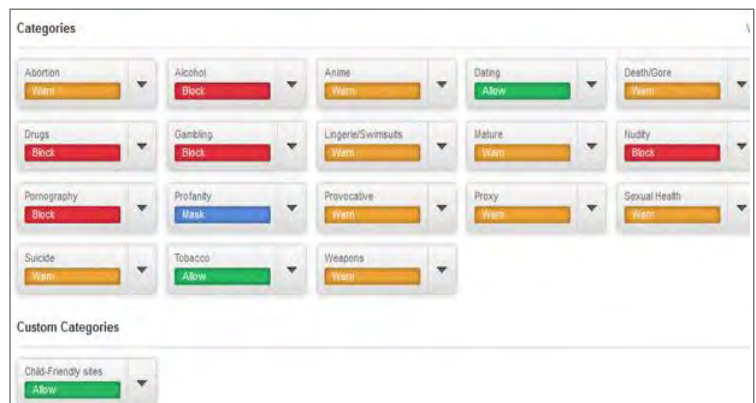 Categories
Abortion Alcohol Anime Dating Death/Gore
Warn Block Warn Allow Warn
Drugs Gambling Lingerie/Swimsuits Mature Nudity
Block Block Warn Warn Block
Pornography Profanity Provocative Proxy Sexual Health
Block Mask Warn Warn Warn
Suicide Tobacco Weapons
Warn Allow Warn
Custom Categories
Child-Friendly sites
Allow